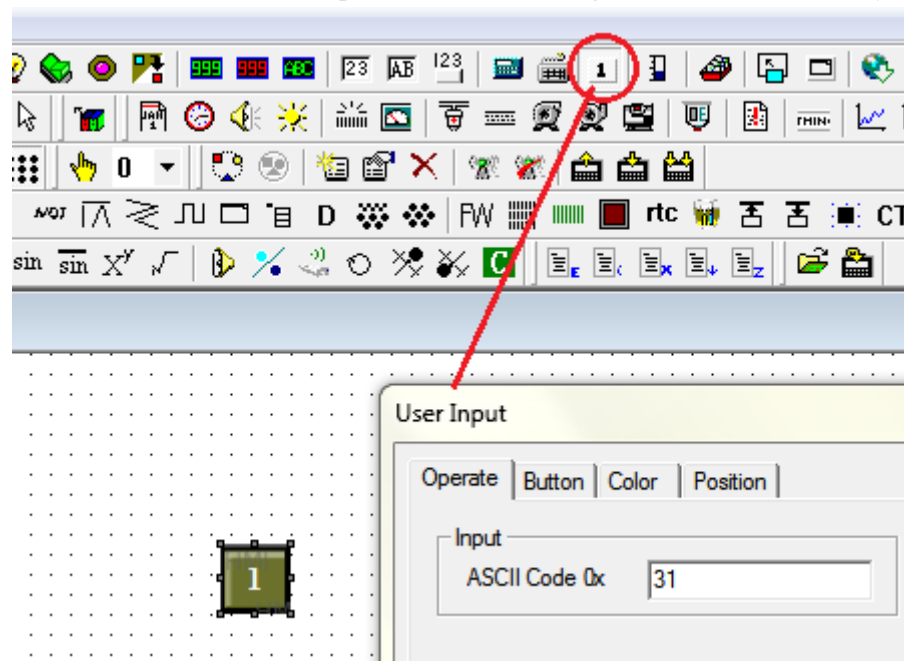 999 999 ABC 23 AB 123 1
THIN
0
NOT D FW rtc CT
sin sin X^Y √ C E ( X Z
User Input
Operate Button Color Position
Input
ASCII Code 0x 31
1